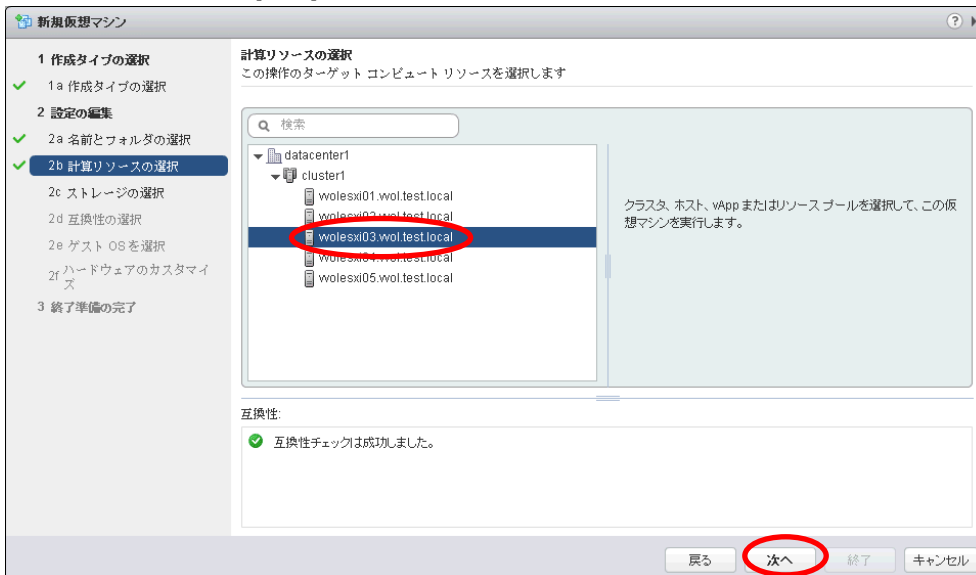 新規仮想マシン
1 作成タイプの選択
1a 作成タイプの選択
2 設定の編集
2a 名前とフォルダの選択
2b 計算リソースの選択
2c ストレージの選択
2d 互換性の選択
2e ゲスト OS を選択
2f ハードウェアのカスタマイ
ズ
3 終了準備の完了
計算リソースの選択
この操作のターゲット コンピュート リソースを選択します
検索
datacenter1
cluster1
wolesxi01.wol.test.local
wolesxi02.wol.test.local
wolesxi03.wol.test.local
wolesxi04.wol.test.local
wolesxi05.wol.test.local
クラスタ、ホスト、vApp またはリソース プールを選択して、この仮
想マシンを実行します。
互換性:
互換性チェックは成功しました。
戻る
次へ
終了
キャンセル